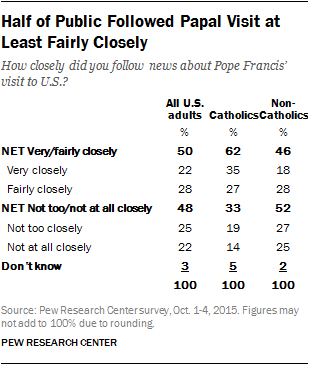 Half of Public Followed Papal Visit at
Least Fairly Closely
How closely did you follow news about Pope Francis'
visit to U.S.?
All U.S. Non-
adults Catholics Catholics
% % %
NET Very/fairly closely 50 62 46
Very closely 22 35 18
Fairly closely 28 27 28
NET Not too/not at all closely 48 33 52
Not too closely 25 19 27
Not at all closely 22 14 25
Don't know 3 5 2
100 100 100
Source: Pew Research Center survey, Oct. 1-4, 2015. Figures may
not add to 100% due to rounding.
PEW RESEARCH CENTER